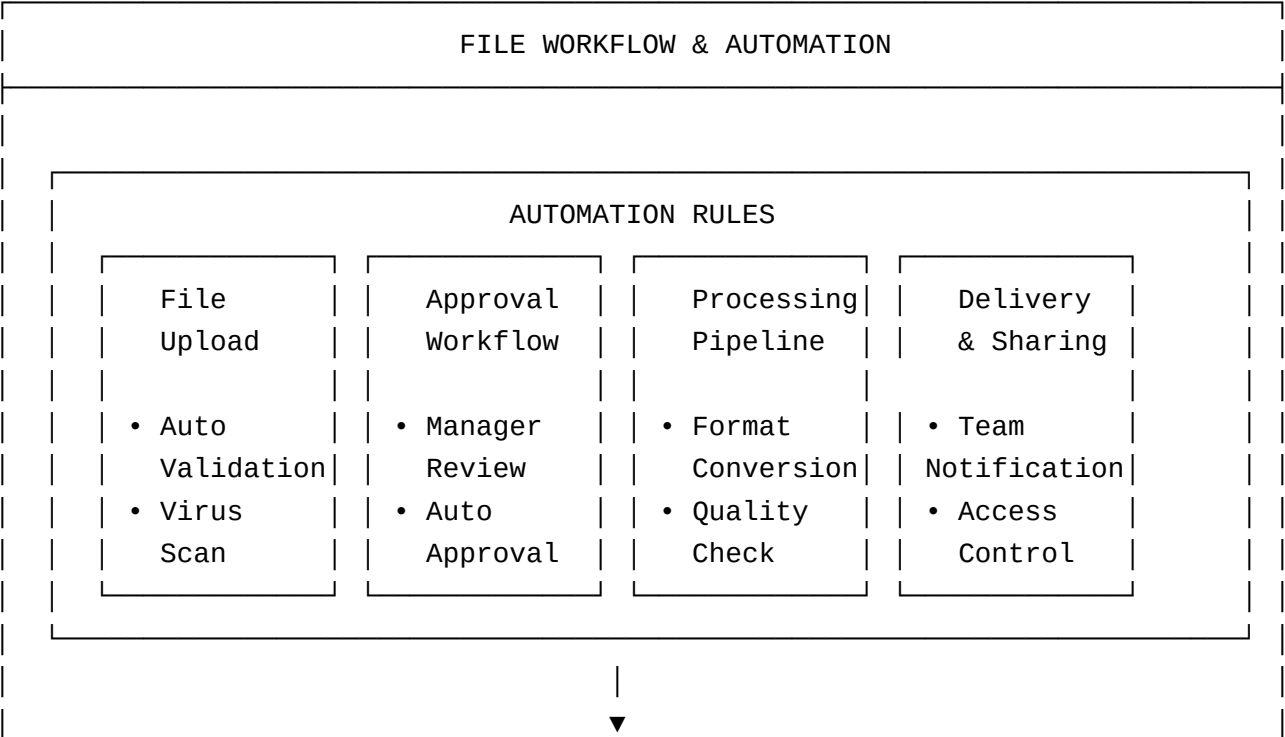 FILE WORKFLOW & AUTOMATION
AUTOMATION RULES
File Approval Processing Delivery
Upload Workflow Pipeline & Sharing
• Auto • Manager • Format • Team
Validation Review Conversion Notification
• Virus • Auto • Quality • Access
Scan Approval Check Control